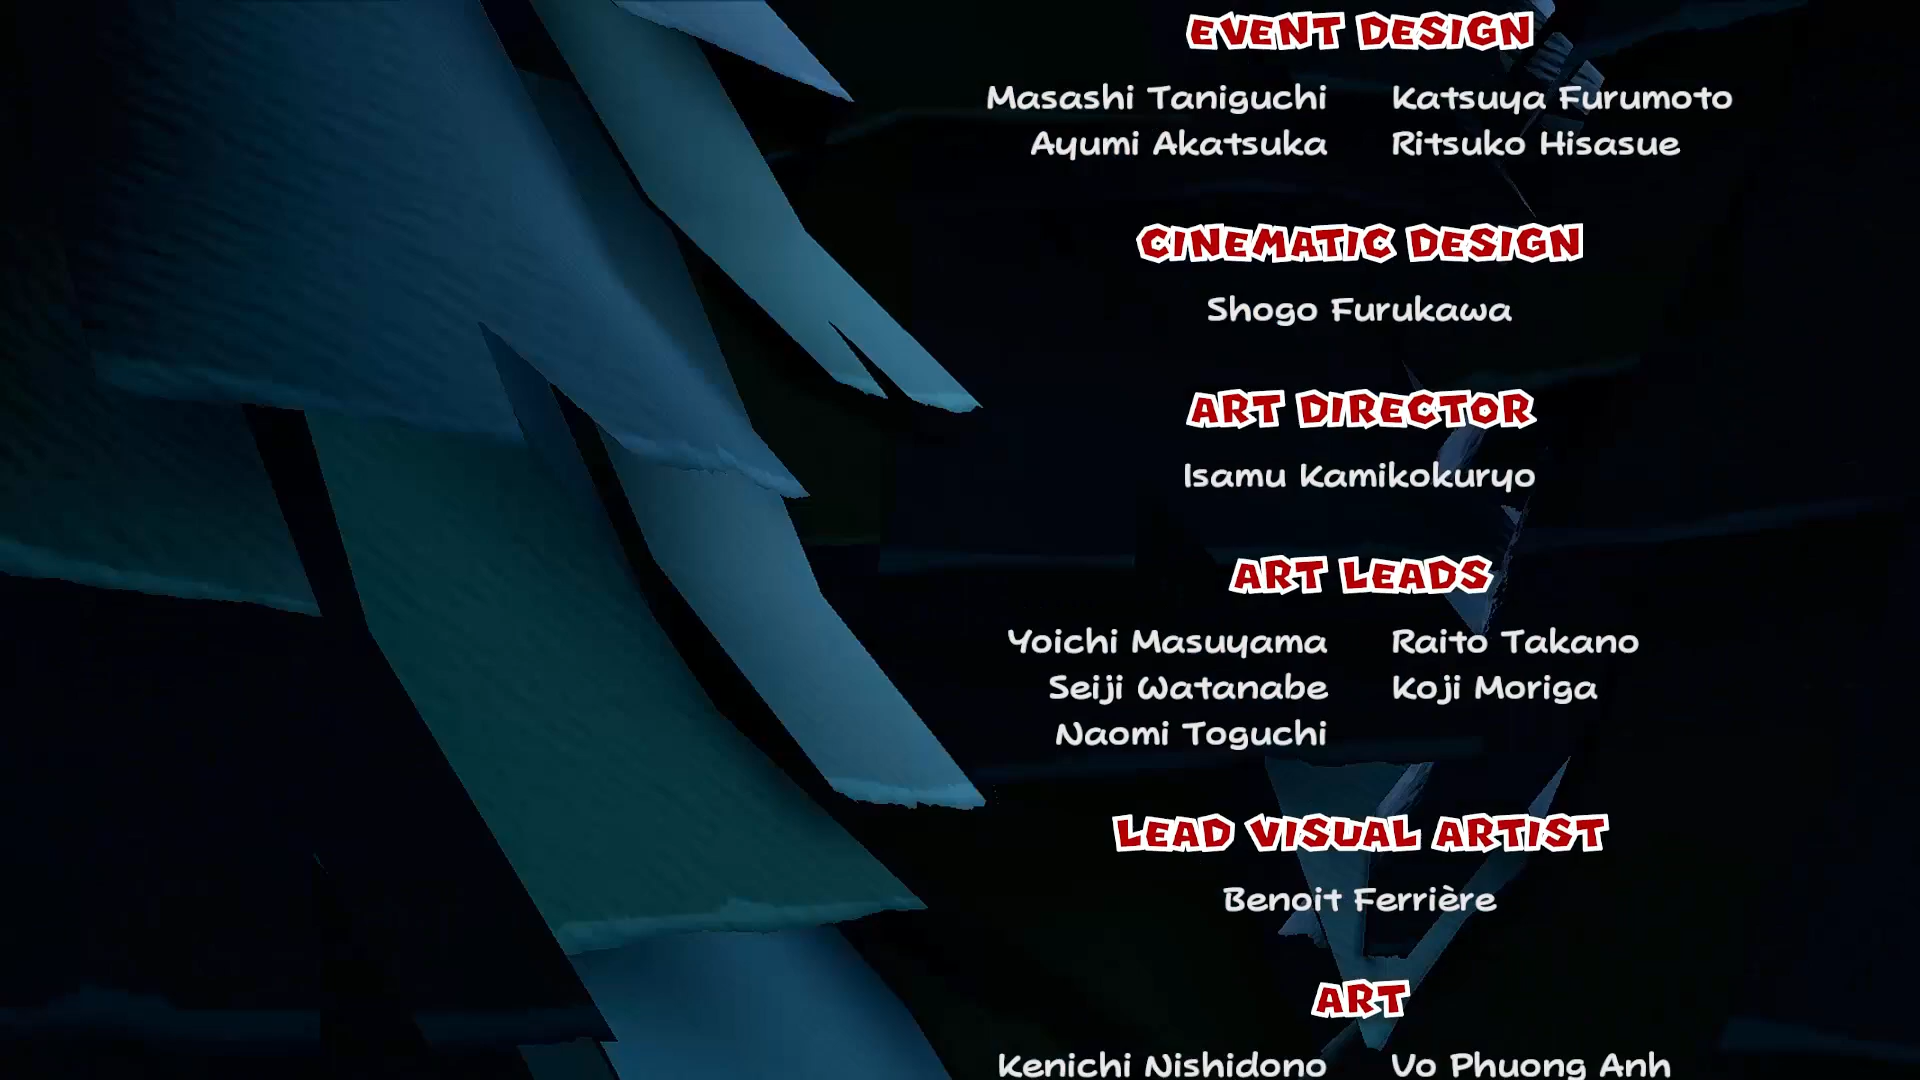 EVENT DESIGN
Masashi Taniguchi Katsuya Furumoto
Ayumi Akatsuka Ritsuko Hisasue
CINEMATIC DESIGN
Shogo Furukawa
ART DIRECTOR
Isamu Kamikokuryo
ART LEADS
Yoichi Masuyama Raito Takano
Seiji Watanabe Koji Moriga
Naomi Toguchi
LEAD VISUAL ARTIST
Benoit Ferrière
ART
Kenichi Nishidono Vo Phuong Anh